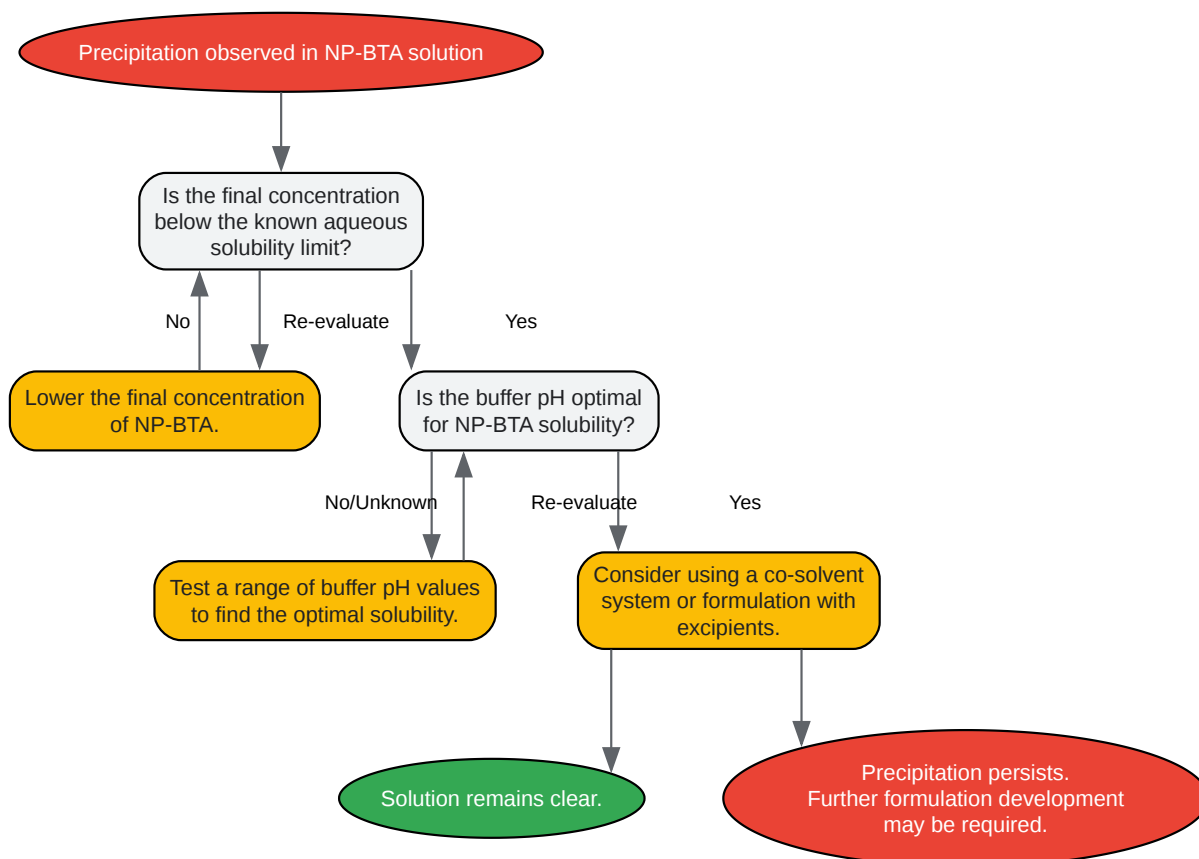 Precipitation observed in NP-BTA solution
Is the final concentration
below the known aqueous
solubility limit?
No
Re-evaluate
Yes
Lower the final concentration
of NP-BTA.
Is the buffer pH optimal
for NP-BTA solubility?
No/Unknown
Re-evaluate
Yes
Test a range of buffer pH values
to find the optimal solubility.
Consider using a co-solvent
system or formulation with
excipients.
Solution remains clear.
Precipitation persists.
Further formulation development
may be required.